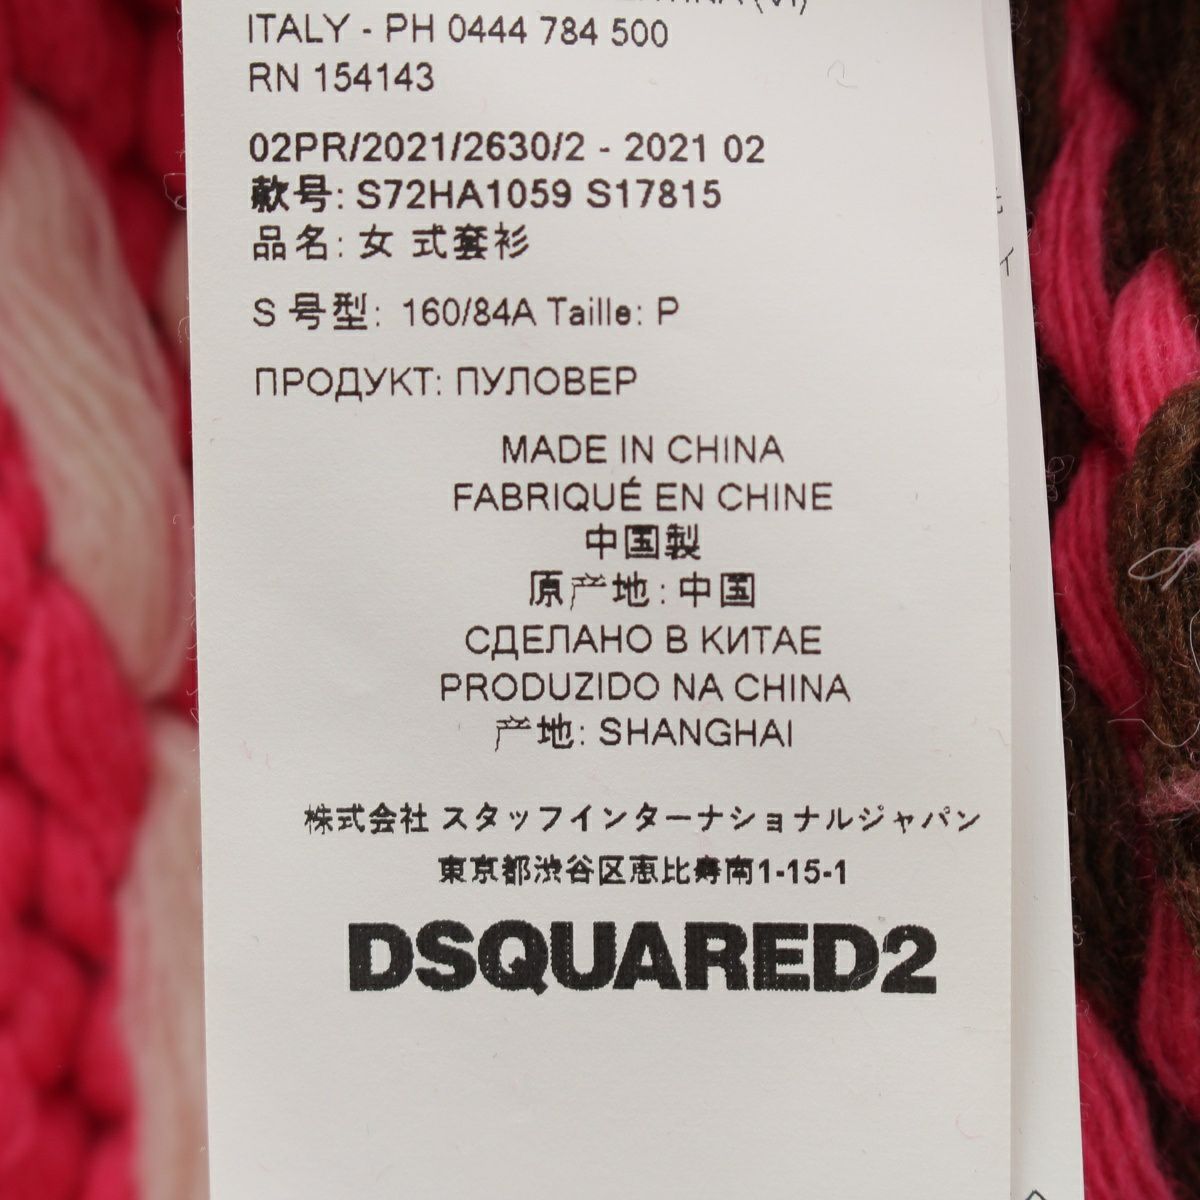 ITALY - PH 0444 784 500
RN 154143
02PR/2021/2630/2 - 2021 02
款号: S72HA1059 S17815
品名: 女 式套衫
S 号型: 160/84A Taille: P
ПРОДУКТ: ПУЛОВЕР
MADE IN CHINA
FABRIQUÉ EN CHINE
中国製
原产地: 中国
СДЕЛАНО В КИТАЕ
PRODUZIDO NA CHINA
产地: SHANGHAI
株式会社 スタッフインターナショナルジャパン
東京都渋谷区恵比寿南1-15-1
DSQUARED2